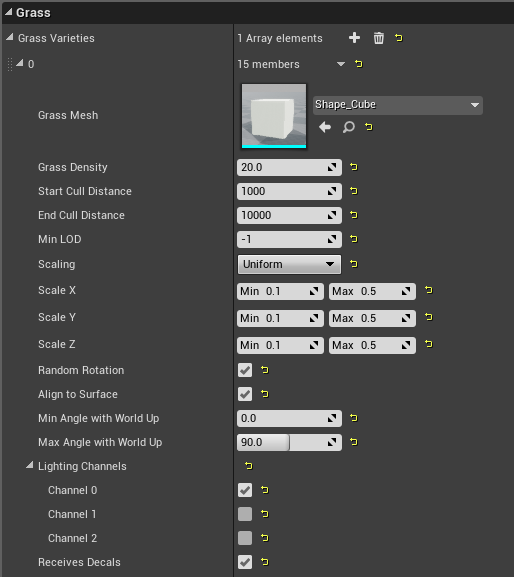 Grass
Grass Varieties 1 Array elements
0 15 members
Grass Mesh Shape_Cube
Grass Density 20.0
Start Cull Distance 1000
End Cull Distance 10000
Min LOD -1
Scaling Uniform
Scale X Min 0.1 Max 0.5
Scale Y Min 0.1 Max 0.5
Scale Z Min 0.1 Max 0.5
Random Rotation
Align to Surface
Min Angle with World Up 0.0
Max Angle with World Up 90.0
Lighting Channels
Channel 0
Channel 1
Channel 2
Receives Decals